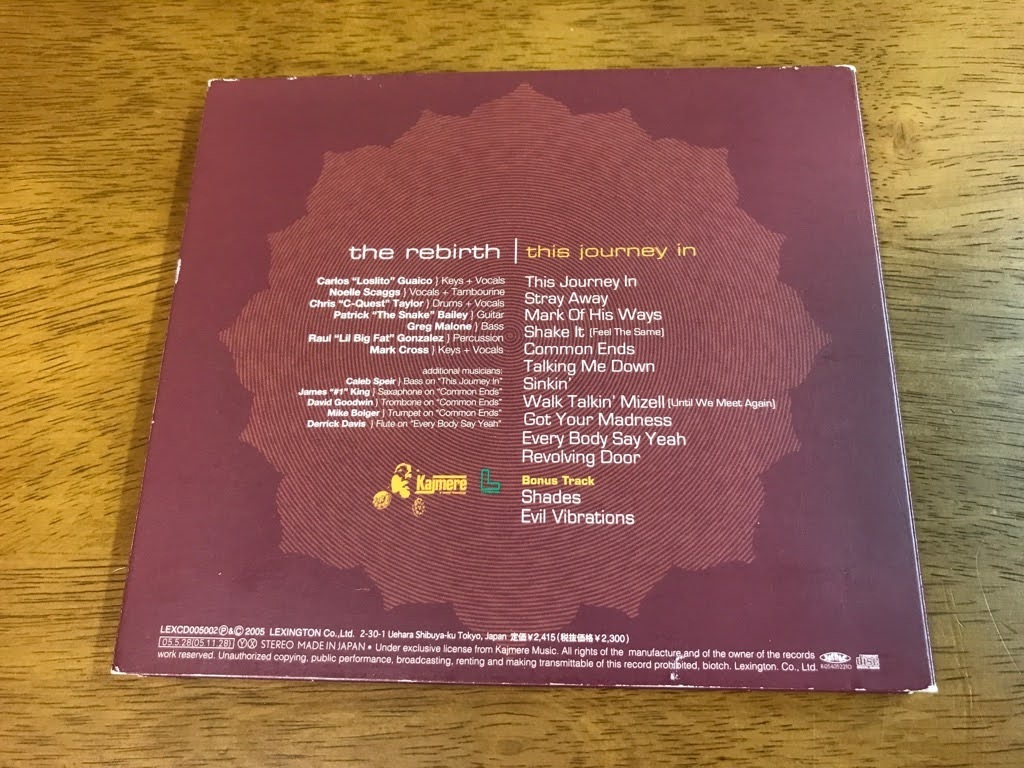 the rebirth | this journey in
Carlos "Loslito" Guaico } Keys + Vocals
Noelle Scaggs } Vocals + Tambourine
Chris "C-Quest" Taylor } Drums + Vocals
Patrick "The Snake" Bailey } Guitar
Greg Malone } Bass
Raul "Lil Big Fat" Gonzalez } Percussion
Mark Cross } Keys + Vocals
additional musicians:
Caleb Speir } Bass on "This Journey In"
James "#1" King } Saxaphone on "Common Ends"
David Goodwin } Trombone on "Common Ends"
Mike Bolger } Trumpet on "Common Ends"
Derrick Davis } Flute on "Every Body Say Yeah"
Kajmere
This Journey In
Stray Away
Mark Of His Ways
Shake It (Feel The Same)
Common Ends
Talking Me Down
Sinkin'
Walk Talkin' Mizell (Until We Meet Again)
Got Your Madness
Every Body Say Yeah
Revolving Door
Bonus Track
Shades
Evil Vibrations
LEXCD005002 ℗&© 2005 LEXINGTON Co., Ltd. 2-30-1 Uehara Shibuya-ku Tokyo, Japan 定価¥2,415 (税抜価格¥2,300)
05.5.28(05.11.28) Ⓨ Ⓧ STEREO MADE IN JAPAN • Under exclusive license from Kajmere Music. All rights of the manufacture and of the owner of the records
work reserved. Unauthorized copying, public performance, broadcasting, renting and making transmittable of this record prohibited, biotch. Lexington. Co., Ltd.